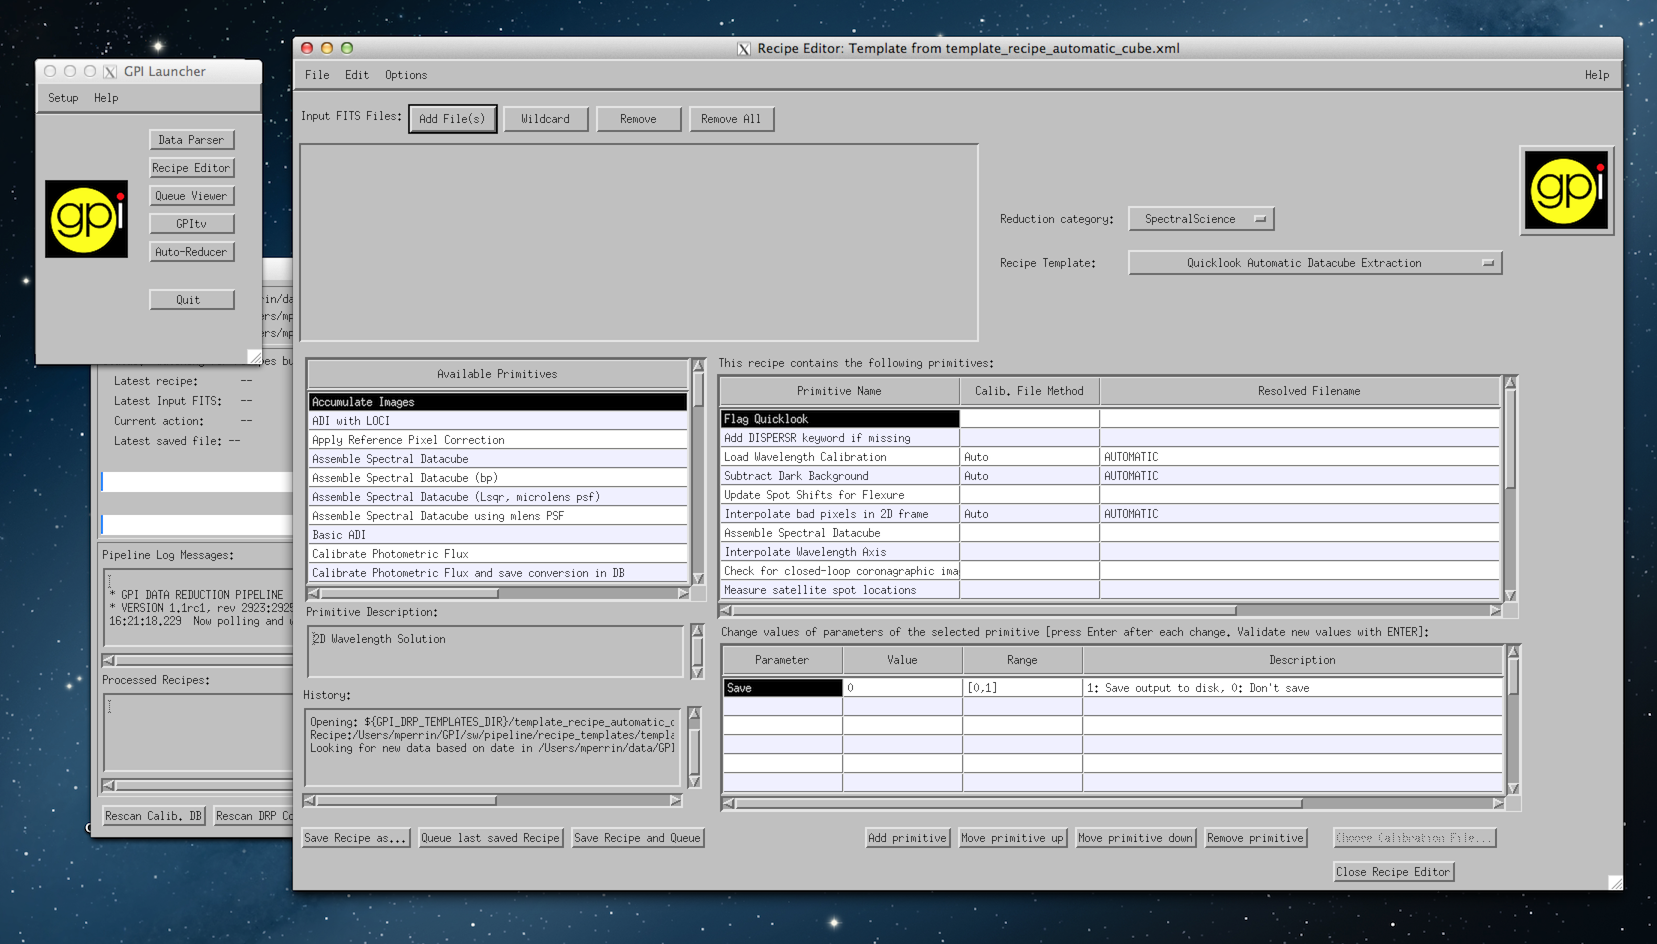 GPI Launcher
Setup Help
Data Parser
Recipe Editor
Queue Viewer
GPItv
Auto-Reducer
Quit
gpi
Latest recipe: --
Latest Input FITS: --
Current action: --
Latest saved file: --
Pipeline Log Messages:
* GPI DATA REDUCTION PIPELINE
* VERSION 1.1rc1, rev 2923:2925
16:21:18.229 Now polling and w
Processed Recipes:
Rescan Calib. DB Rescan DRP Co
Recipe Editor: Template from template_recipe_automatic_cube.xml
File Edit Options Help
Input FITS Files: Add File(s) Wildcard Remove Remove All
gpi
Reduction category: SpectralScience
Recipe Template: Quicklook Automatic Datacube Extraction
Available Primitives
Accumulate Images
ADI with LOCI
Apply Reference Pixel Correction
Assemble Spectral Datacube
Assemble Spectral Datacube (bp)
Assemble Spectral Datacube (Lsqr, microlens psf)
Assemble Spectral Datacube using mlens PSF
Basic ADI
Calibrate Photometric Flux
Calibrate Photometric Flux and save conversion in DB
Primitive Description:
2D Wavelength Solution
History:
Opening: ${GPI_DRP_TEMPLATES_DIR}/template_recipe_automatic_c
Recipe:/Users/mperrin/GPI/sw/pipeline/recipe_templates/templa
Looking for new data based on date in /Users/mperrin/data/GPI
This recipe contains the following primitives:
Primitive Name Calib. File Method Resolved Filename
Flag Quicklook
Add DISPERSR keyword if missing
Load Wavelength Calibration Auto AUTOMATIC
Subtract Dark Background Auto AUTOMATIC
Update Spot Shifts for Flexure
Interpolate bad pixels in 2D frame Auto AUTOMATIC
Assemble Spectral Datacube
Interpolate Wavelength Axis
Check for closed-loop coronagraphic ima
Measure satellite spot locations
Change values of parameters of the selected primitive [press Enter after each change. Validate new values with ENTER]:
Parameter Value Range Description
Save 0 [0,1] 1: Save output to disk, 0: Don't save
Save Recipe as... Queue last saved Recipe Save Recipe and Queue Add primitive Move primitive up Move primitive down Remove primitive Choose Calibration File...
Close Recipe Editor